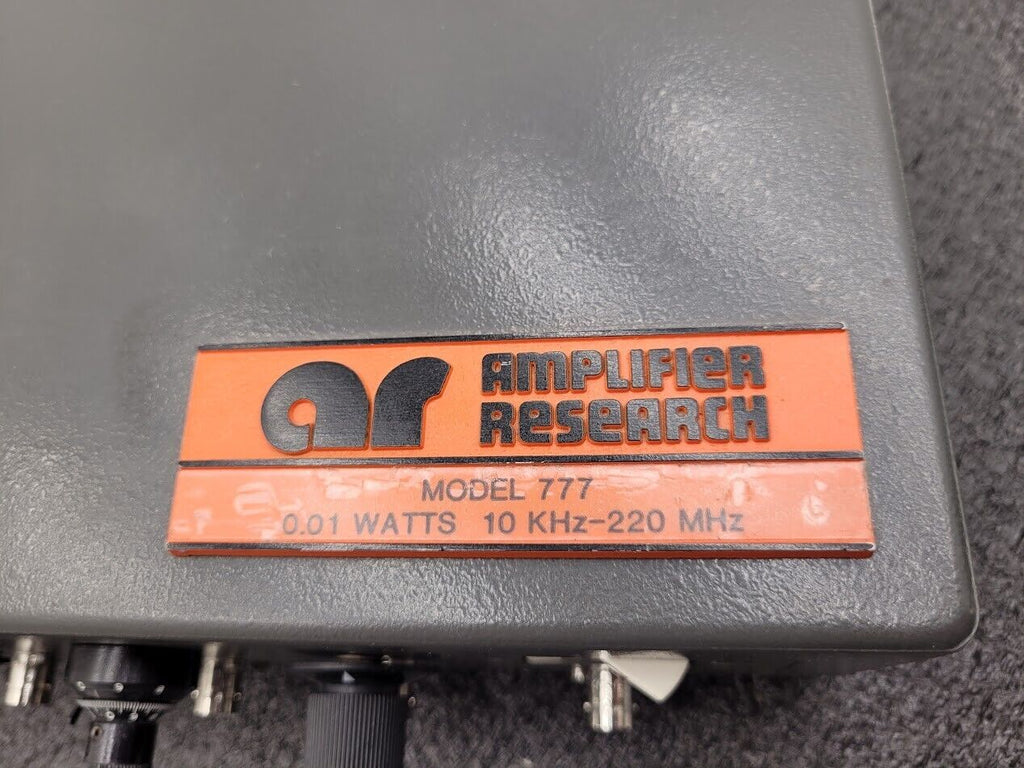 ar
AMPLIFIER
RESEARCH
MODEL 777
0.01 WATTS 10 KHz-220 MHz